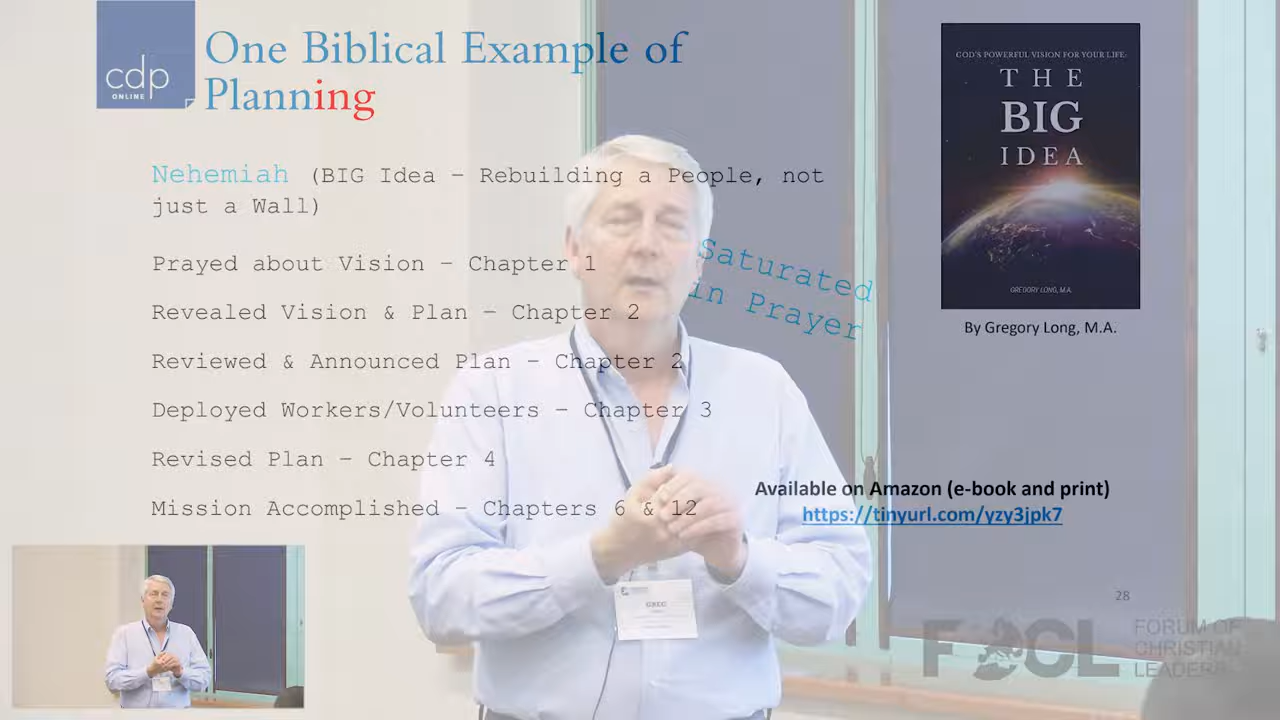 cdp
ONLINE
One Biblical Example of
Planning
Nehemiah (BIG Idea – Rebuilding a People, not
just a Wall)
Prayed about Vision – Chapter 1
Revealed Vision & Plan – Chapter 2
Reviewed & Announced Plan – Chapter 2
Deployed Workers/Volunteers – Chapter 3
Revised Plan – Chapter 4
Mission Accomplished – Chapters 6 & 12
Saturated
in Prayer
GOD'S POWERFUL VISION FOR YOUR LIFE:
THE
BIG
IDEA
GREGORY LONG, M.A.
By Gregory Long, M.A.
Available on Amazon (e-book and print)
https://tinyurl.com/yzy3jpk7
28
GREG
FOCL
FORUM OF
CHRISTIAN
LEADERS